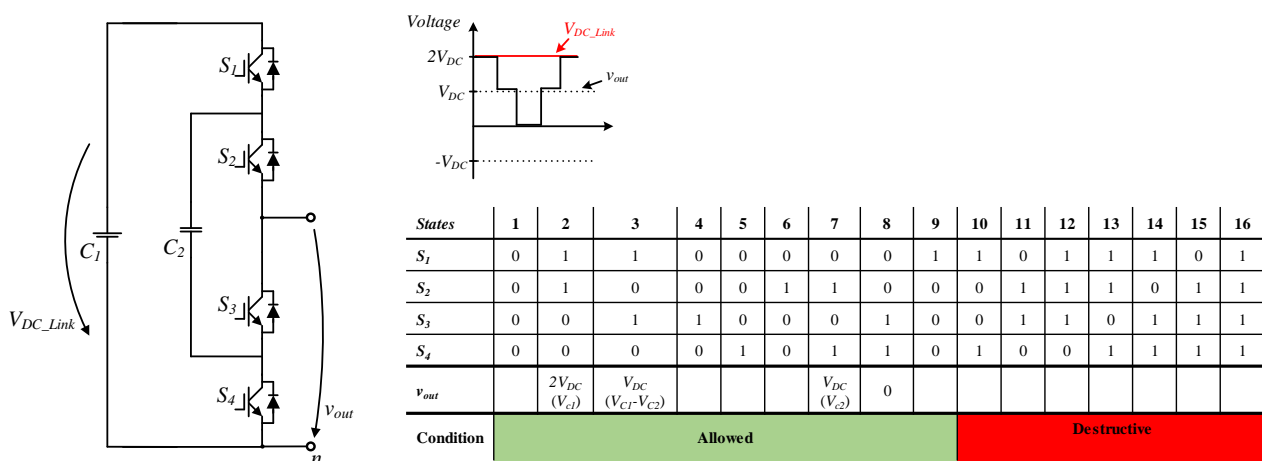 S1
S2
C1
C2
S3
VDC_Link
S4
vout
n
Voltage
VDC_Link
2VDC
vout
VDC
-VDC
States 1 2 3 4 5 6 7 8 9 10 11 12 13 14 15 16
S1 0 1 1 0 0 0 0 0 1 1 0 1 1 1 0 1
S2 0 1 0 0 0 1 1 0 0 0 1 1 1 0 1 1
S3 0 0 1 1 0 0 0 1 0 0 1 1 0 1 1 1
S4 0 0 0 0 1 0 1 1 0 1 0 0 1 1 1 1
vout 2VDC (Vc1) VDC (VC1-VC2) VDC (Vc2) 0
Condition Allowed Destructive